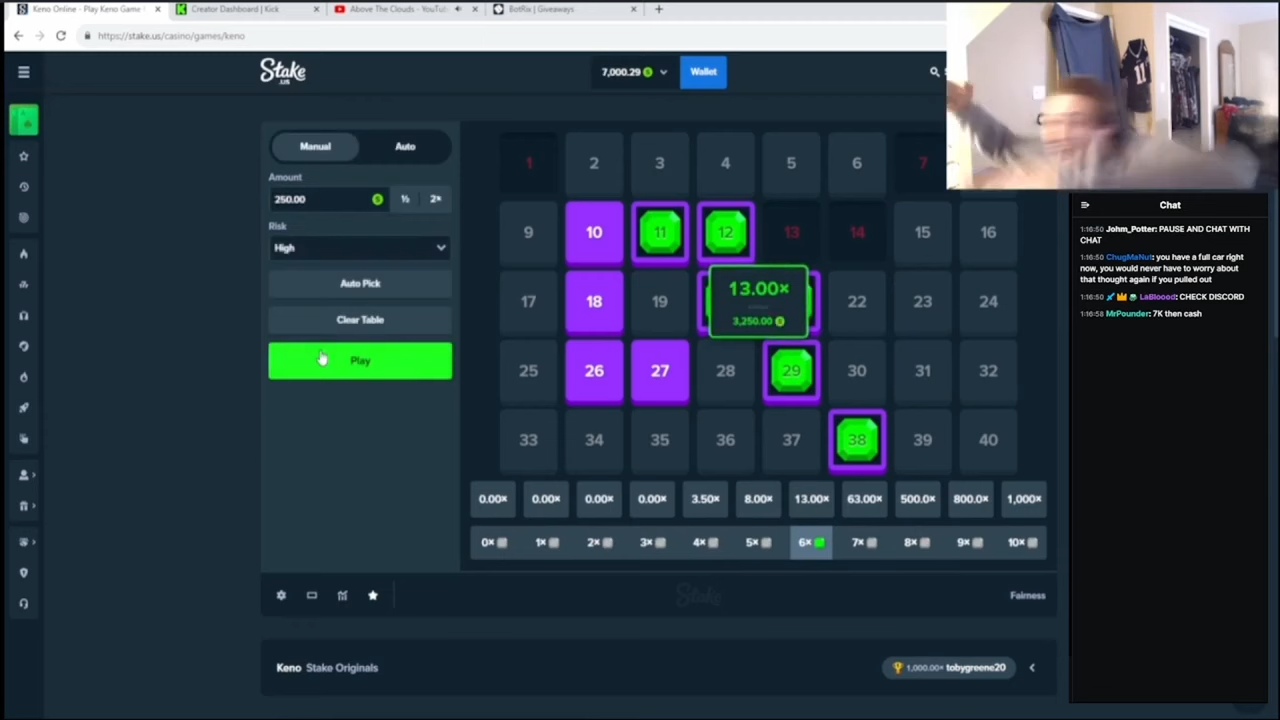 Keno Online - Play Keno Game
Creator Dashboard | Kick
Above The Clouds - YouTu
BotRix | Giveaways
https://stake.us/casino/games/keno
Stake
.US
7,000.29
Wallet
Manual
Auto
Amount
250.00
½
2×
Risk
High
Auto Pick
Clear Table
Play
1 2 3 4 5 6 7
9 10 11 12 13 14 15 16
17 18 19 22 23 24
13.00×
3,250.00
25 26 27 28 29 30 31 32
33 34 35 36 37 38 39 40
0.00× 0.00× 0.00× 0.00× 3.50× 8.00× 13.00× 63.00× 500.0× 800.0× 1,000×
0× 1× 2× 3× 4× 5× 6× 7× 8× 9× 10×
Stake
Fairness
Keno Stake Originals
1,000.00× tobygreene20
11
Chat
1:16:50 Johm_Potter: PAUSE AND CHAT WITH
CHAT
1:16:50 ChugMaNut: you have a full car right
now, you would never have to worry about
that thought again if you pulled out
1:16:50 LaBloood: CHECK DISCORD
1:16:58 MrPounder: 7K then cash